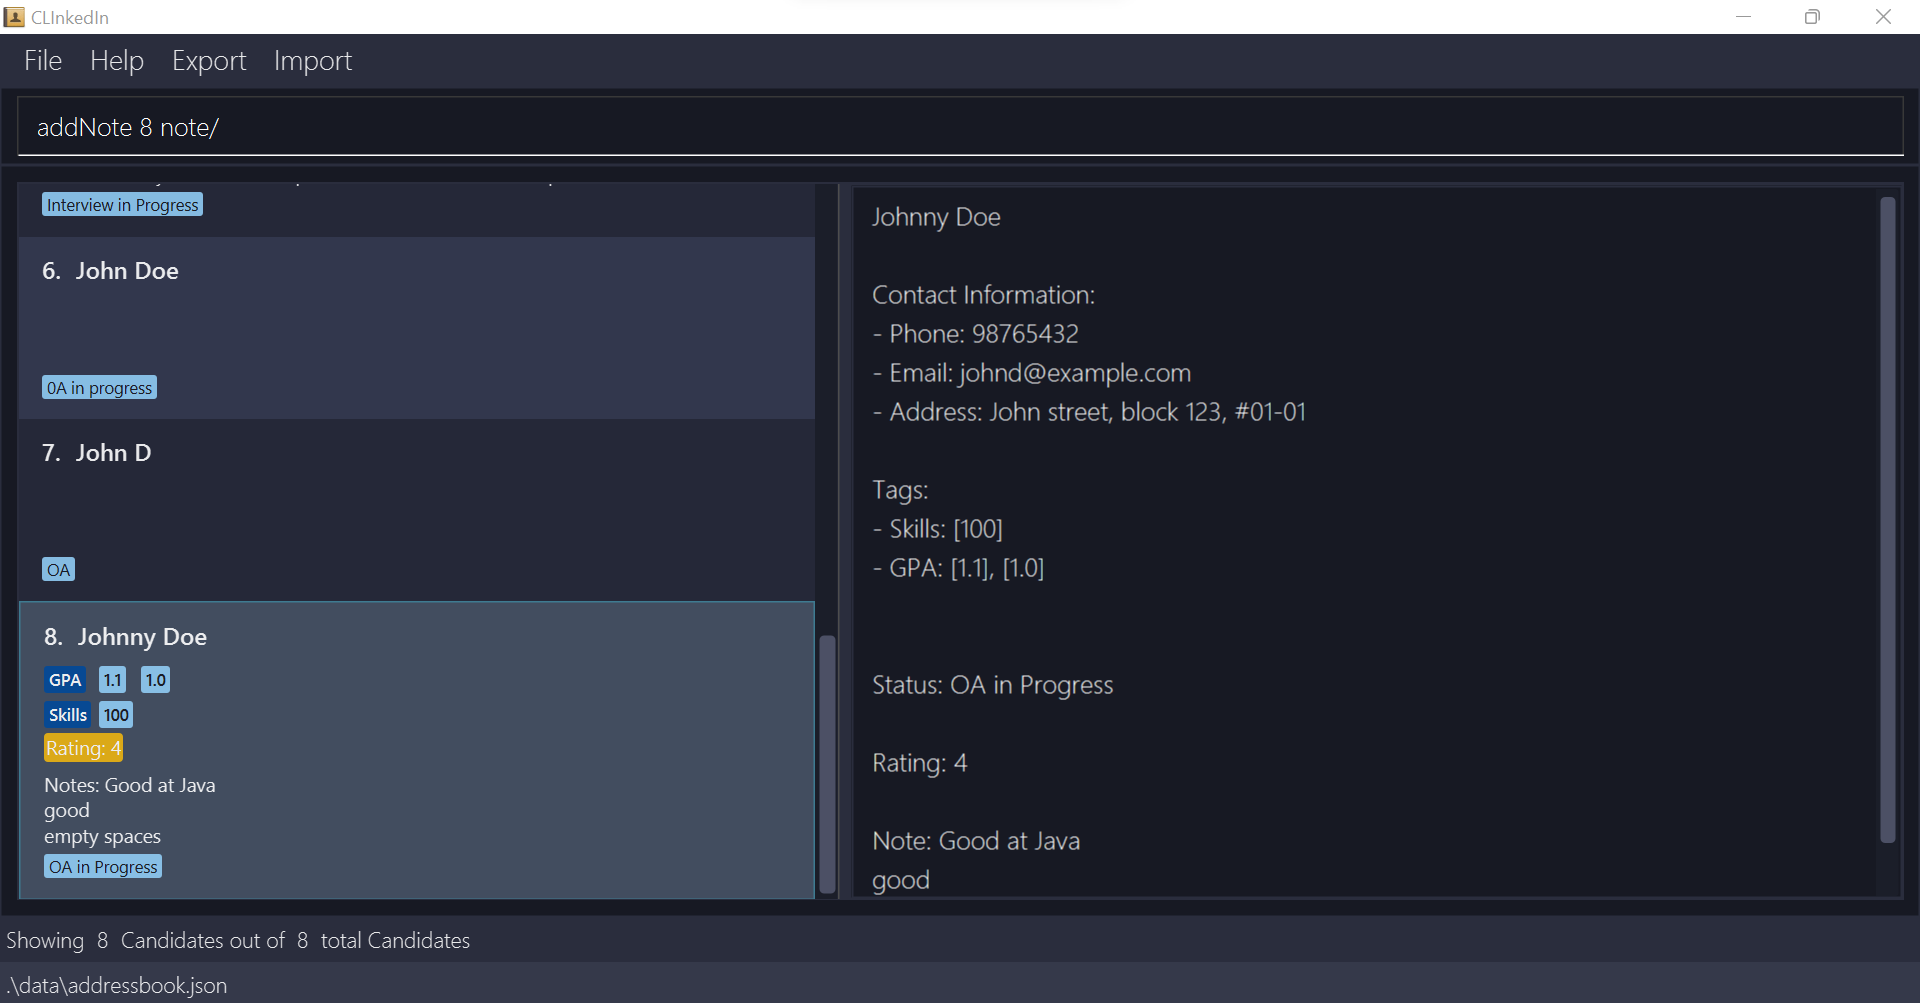 CLInkedIn
File Help Export Import
addNote 8 note/
Interview in Progress
6. John Doe
0A in progress
7. John D
OA
8. Johnny Doe
GPA 1.1 1.0
Skills 100
Rating: 4
Notes: Good at Java
good
empty spaces
OA in Progress
Johnny Doe
Contact Information:
- Phone: 98765432
- Email: johnd@example.com
- Address: John street, block 123, #01-01
Tags:
- Skills: [100]
- GPA: [1.1], [1.0]
Status: OA in Progress
Rating: 4
Note: Good at Java
good
Showing 8 Candidates out of 8 total Candidates
.\data\addressbook.json